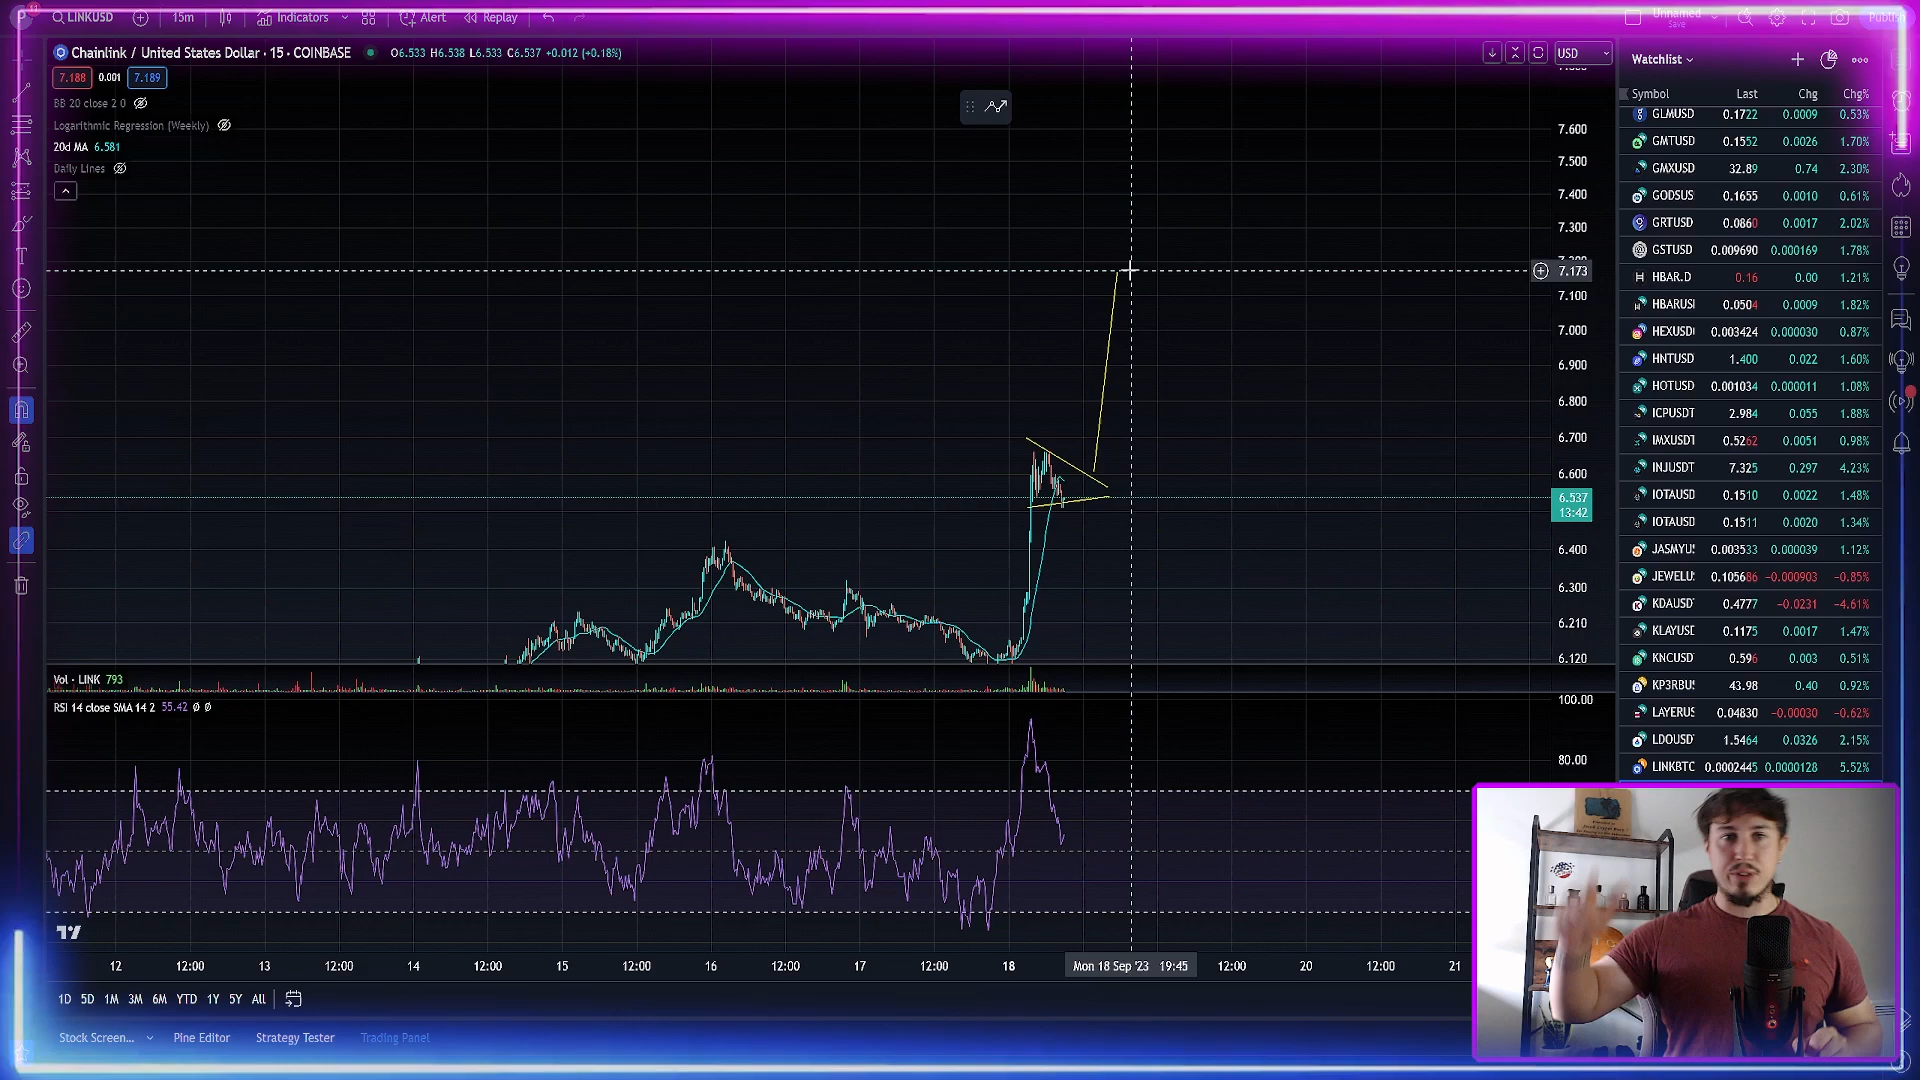 P 11 LINKUSD 15m Indicators Alert Replay Unnamed Save Publish
Chainlink / United States Dollar · 15 · COINBASE O6.533 H6.538 L6.533 C6.537 +0.012 (+0.18%) USD
7.188 0.001 7.189
BB 20 close 2 0
Logarithmic Regression (Weekly)
20d MA 6.581
Daily Lines
7.600
7.500
7.400
7.300
7.173
7.100
7.000
6.900
6.800
6.700
6.600
6.537
13:42
6.400
6.300
6.210
6.120
Vol · LINK 793
RSI 14 close SMA 14 2 55.42 Ø Ø
100.00
80.00
12 12:00 13 12:00 14 12:00 15 12:00 16 12:00 17 12:00 18 Mon 18 Sep '23 19:45 12:00 20 12:00 21
1D 5D 1M 3M 6M YTD 1Y 5Y All
Stock Screen... Pine Editor Strategy Tester Trading Panel
Watchlist
Symbol Last Chg Chg%
GLMUSD 0.1722 0.0009 0.53%
GMTUSD 0.1552 0.0026 1.70%
GMXUSD 32.89 0.74 2.30%
GODSUS 0.1655 0.0010 0.61%
GRTUSD 0.0860 0.0017 2.02%
GSTUSD 0.009690 0.000169 1.78%
HBAR.D 0.16 0.00 1.21%
HBARUSI 0.0504 0.0009 1.82%
HEXUSD 0.003424 0.000030 0.87%
HNTUSD 1.400 0.022 1.60%
HOTUSD 0.001034 0.000011 1.08%
ICPUSDT 2.984 0.055 1.88%
IMXUSDT 0.5262 0.0051 0.98%
INJUSDT 7.325 0.297 4.23%
IOTAUSD 0.1510 0.0022 1.48%
IOTAUSD 0.1511 0.0020 1.34%
JASMYU 0.003533 0.000039 1.12%
JEWELU 0.105686 −0.000903 −0.85%
KDAUSD 0.4777 −0.0231 −4.61%
KLAYUSD 0.1175 0.0017 1.47%
KNCUSD 0.596 0.003 0.51%
KP3RBU 43.98 0.40 0.92%
LAYERUS 0.04830 −0.00030 −0.62%
LDOUSD 1.5464 0.0326 2.15%
LINKBTC 0.0002445 0.0000128 5.52%